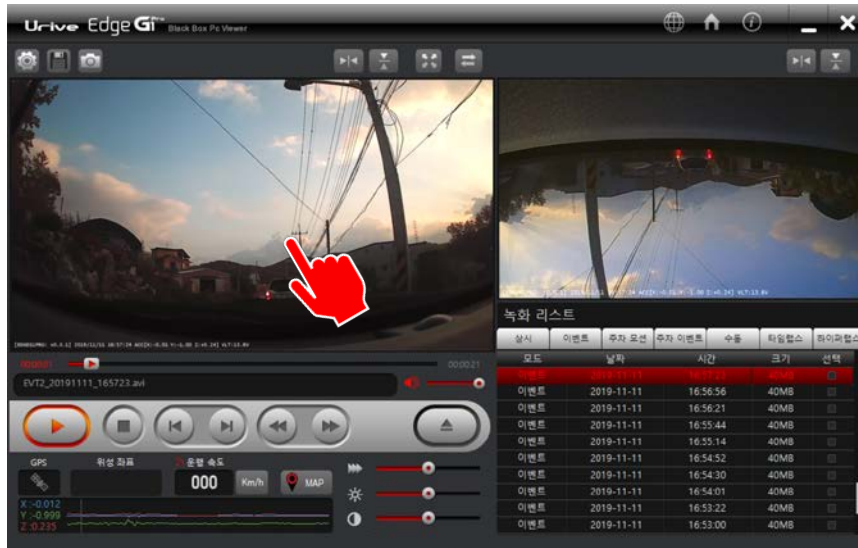 Urive Edge G1 Pro Black Box Pc Viewer
녹화 리스트
상시 이벤트 주차 모션 주차 이벤트 수동 타임랩스 하이퍼랩스
모드 날짜 시간 크기 선택
이벤트 2019-11-11 16:57:23 40MB
00:00:01 00:00:21
EVT2_20191111_165723.avi
이벤트 2019-11-11 16:56:56 40MB
이벤트 2019-11-11 16:56:21 40MB
이벤트 2019-11-11 16:55:44 40MB
이벤트 2019-11-11 16:55:14 40MB
이벤트 2019-11-11 16:54:52 40MB
이벤트 2019-11-11 16:54:30 40MB
이벤트 2019-11-11 16:54:01 40MB
이벤트 2019-11-11 16:53:22 40MB
이벤트 2019-11-11 16:53:00 40MB
GPS 위성 좌표 운행 속도
000 Km/h MAP
X :-0.012
Y :-0.999
Z :0.235